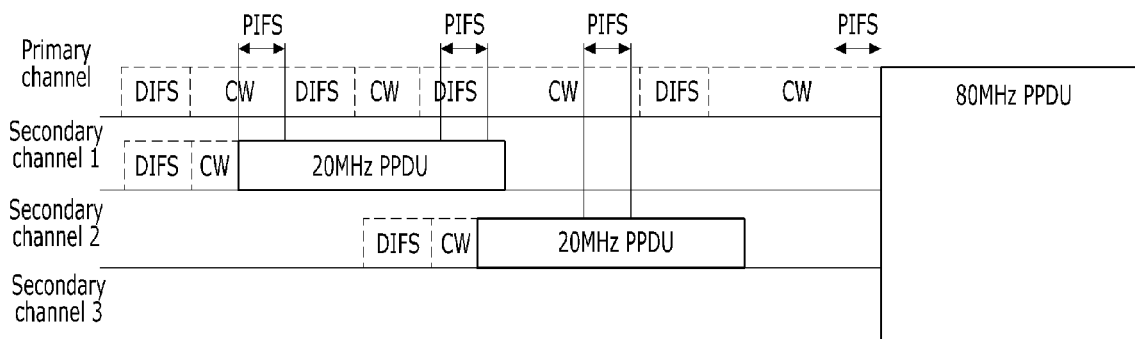 PIFS PIFS PIFS PIFS
Primary
channel
DIFS CW DIFS CW DIFS CW DIFS CW 80MHz PPDU
Secondary
channel 1
DIFS CW 20MHz PPDU
Secondary
channel 2
DIFS CW 20MHz PPDU
Secondary
channel 3